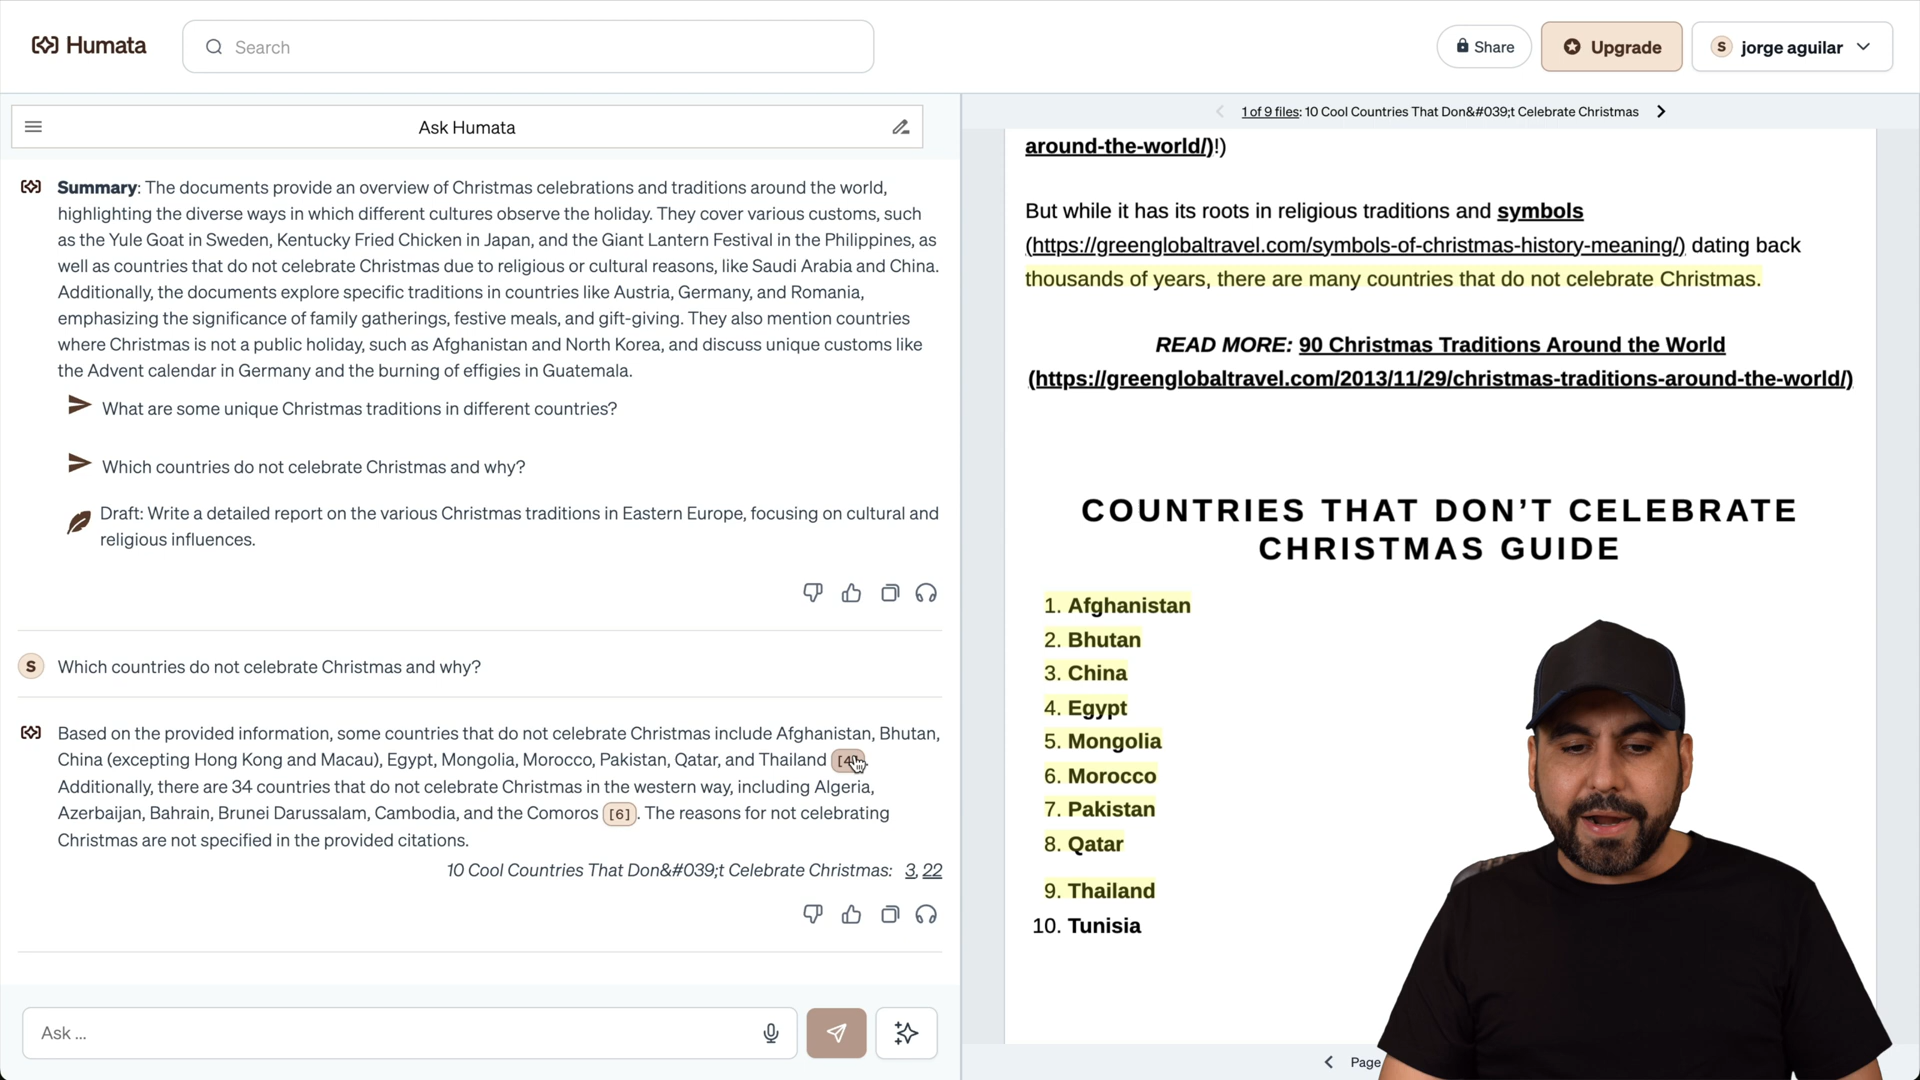 Humata
Search
Share
Upgrade
S
jorge aguilar
Ask Humata
Summary: The documents provide an overview of Christmas celebrations and traditions around the world,
highlighting the diverse ways in which different cultures observe the holiday. They cover various customs, such
as the Yule Goat in Sweden, Kentucky Fried Chicken in Japan, and the Giant Lantern Festival in the Philippines, as
well as countries that do not celebrate Christmas due to religious or cultural reasons, like Saudi Arabia and China.
Additionally, the documents explore specific traditions in countries like Austria, Germany, and Romania,
emphasizing the significance of family gatherings, festive meals, and gift-giving. They also mention countries
where Christmas is not a public holiday, such as Afghanistan and North Korea, and discuss unique customs like
the Advent calendar in Germany and the burning of effigies in Guatemala.
What are some unique Christmas traditions in different countries?
Which countries do not celebrate Christmas and why?
Draft: Write a detailed report on the various Christmas traditions in Eastern Europe, focusing on cultural and
religious influences.
S
Which countries do not celebrate Christmas and why?
Based on the provided information, some countries that do not celebrate Christmas include Afghanistan, Bhutan,
China (excepting Hong Kong and Macau), Egypt, Mongolia, Morocco, Pakistan, Qatar, and Thailand [4].
Additionally, there are 34 countries that do not celebrate Christmas in the western way, including Algeria,
Azerbaijan, Bahrain, Brunei Darussalam, Cambodia, and the Comoros [6]. The reasons for not celebrating
Christmas are not specified in the provided citations.
10 Cool Countries That Don&#039;t Celebrate Christmas: 3, 22
Ask ...
1 of 9 files: 10 Cool Countries That Don&#039;t Celebrate Christmas
around-the-world/)!)
But while it has its roots in religious traditions and symbols
(https://greenglobaltravel.com/symbols-of-christmas-history-meaning/) dating back
thousands of years, there are many countries that do not celebrate Christmas.
READ MORE: 90 Christmas Traditions Around the World
(https://greenglobaltravel.com/2013/11/29/christmas-traditions-around-the-world/)
COUNTRIES THAT DON'T CELEBRATE
CHRISTMAS GUIDE
1. Afghanistan
2. Bhutan
3. China
4. Egypt
5. Mongolia
6. Morocco
7. Pakistan
8. Qatar
9. Thailand
10. Tunisia
Page